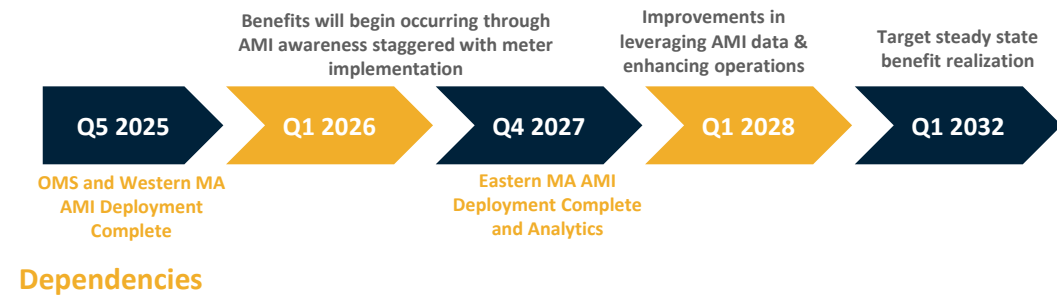 Benefits will begin occurring through
AMI awareness staggered with meter
implementation
Improvements in
leveraging AMI data &
enhancing operations
Target steady state
benefit realization
Q5 2025
Q1 2026
Q4 2027
Q1 2028
Q1 2032
OMS and Western MA
AMI Deployment
Complete
Eastern MA AMI
Deployment Complete
and Analytics
Dependencies